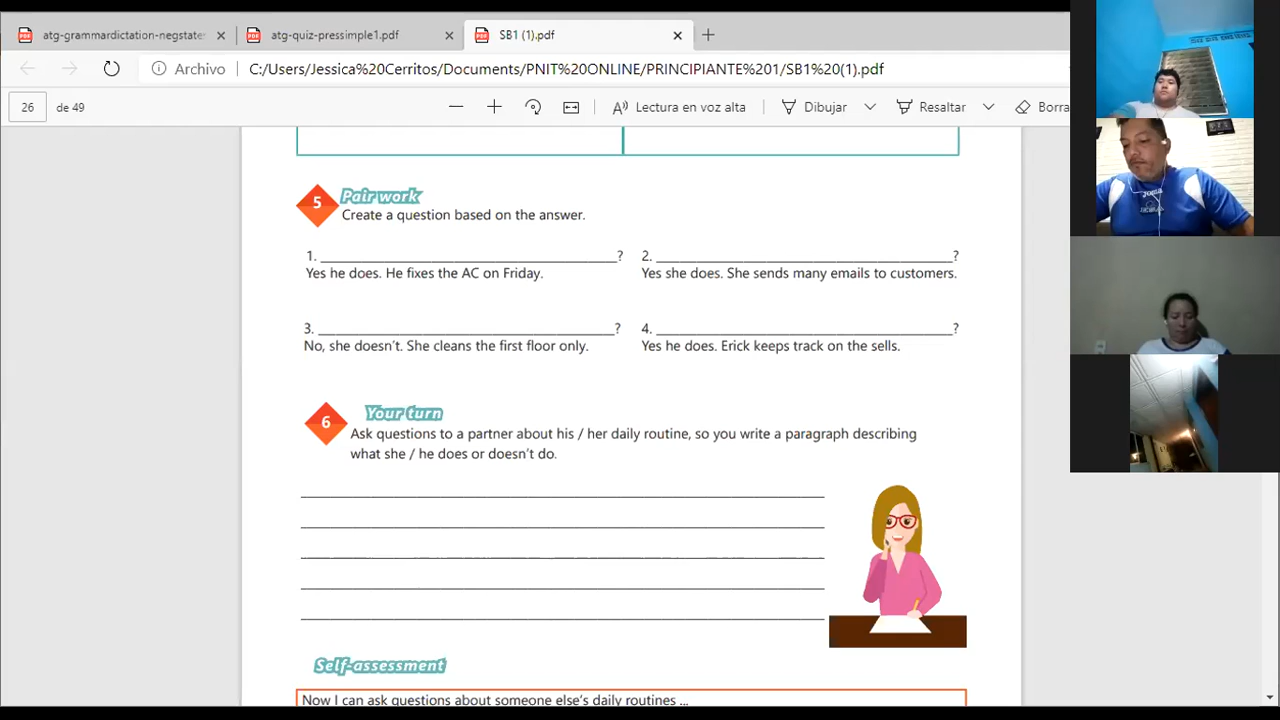 atg-grammardictation-negstate
atg-quiz-pressimple1.pdf
SB1 (1).pdf
Archivo
C:/Users/Jessica%20Cerritos/Documents/PNIT%20ONLINE/PRINCIPIANTE%201/SB1%20(1).pdf
26 de 49
Lectura en voz alta
Dibujar
Resaltar
Borra
5 Pair work
Create a question based on the answer.
1. ____________________?
2. ____________________?
Yes he does. He fixes the AC on Friday.
Yes she does. She sends many emails to customers.
3. ____________________?
4. ____________________?
No, she doesn't. She cleans the first floor only.
Yes he does. Erick keeps track on the sells.
6 Your turn
Ask questions to a partner about his / her daily routine, so you write a paragraph describing
what she / he does or doesn't do.
Self-assessment
Now I can ask questions about someone else's daily routines ...